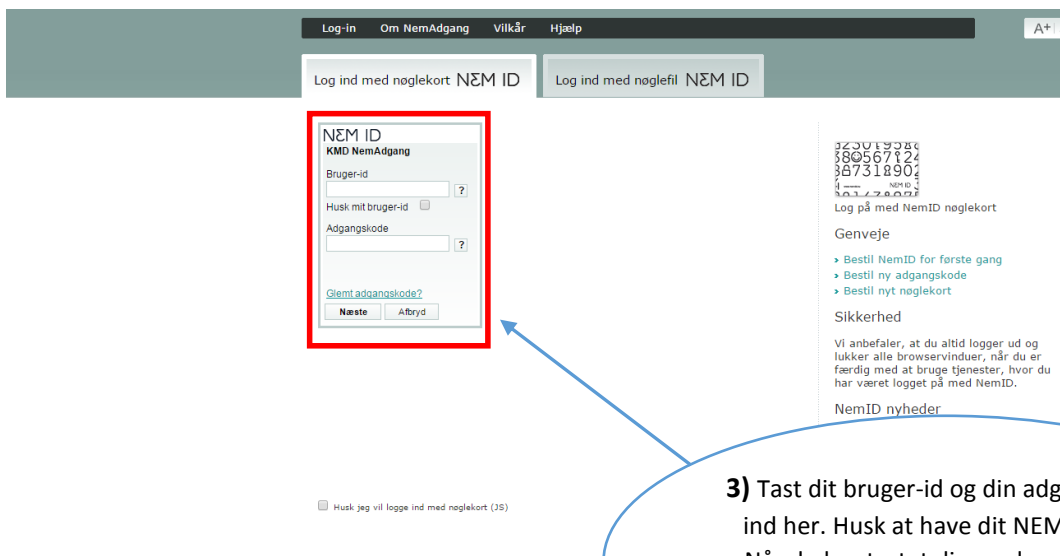 Log-in Om NemAdgang Vilkår Hjælp
A+
Log ind med nøglekort NEM ID
Log ind med nøglefil NEM ID
NEM ID
KMD NemAdgang
Bruger-id
?
Husk mit bruger-id
Adgangskode
?
Glemt adgangskode?
Næste Afbryd
Husk jeg vil logge ind med nøglekort (JS)
NEM ID
Log på med NemID nøglekort
Genveje
› Bestil NemID for første gang
› Bestil ny adgangskode
› Bestil nyt nøglekort
Sikkerhed
Vi anbefaler, at du altid logger ud og
lukker alle browservinduer, når du er
færdig med at bruge tjenester, hvor du
har været logget på med NemID.
NemID nyheder
3) Tast dit bruger-id og din adg
ind her. Husk at have dit NEM